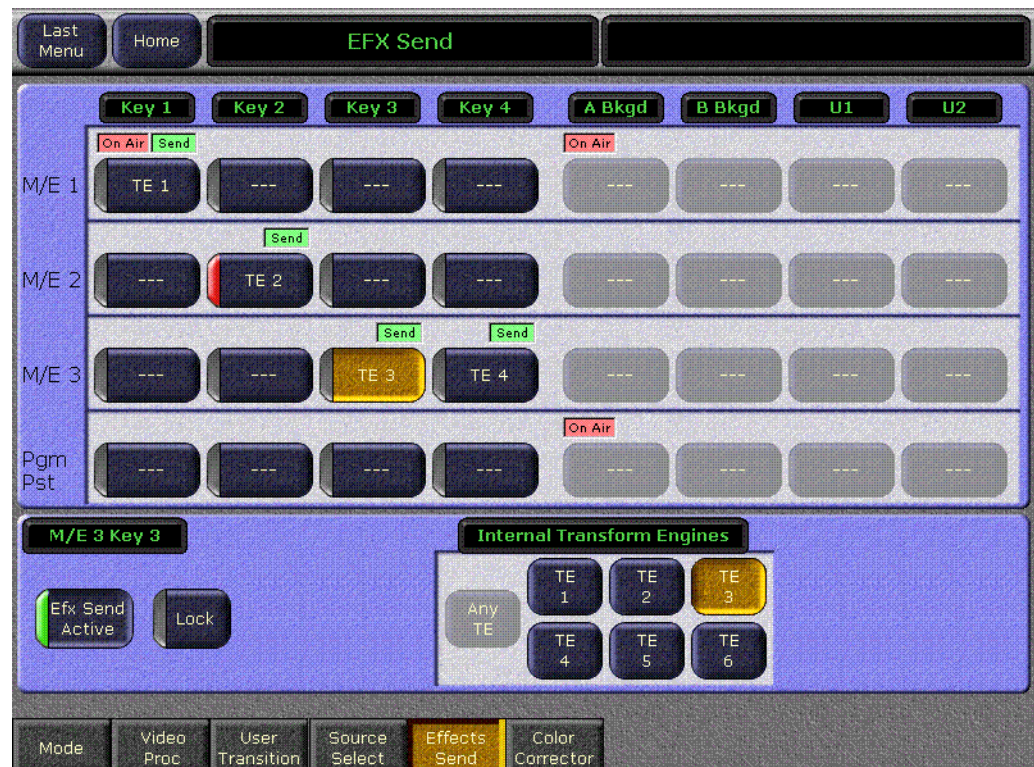 Last
Menu
Home
EFX Send
Key 1 Key 2 Key 3 Key 4 A Bkgd B Bkgd U1 U2
On Air Send On Air
M/E 1 TE 1 --- --- --- --- --- --- ---
Send
M/E 2 --- TE 2 --- --- --- --- --- ---
Send Send
M/E 3 --- --- TE 3 TE 4 --- --- --- ---
On Air
Pgm
Pst --- --- --- --- --- --- --- ---
M/E 3 Key 3
Internal Transform Engines
Efx Send
Active
Lock
Any
TE
TE
1
TE
2
TE
3
TE
4
TE
5
TE
6
Mode
Video
Proc
User
Transition
Source
Select
Effects
Send
Color
Corrector